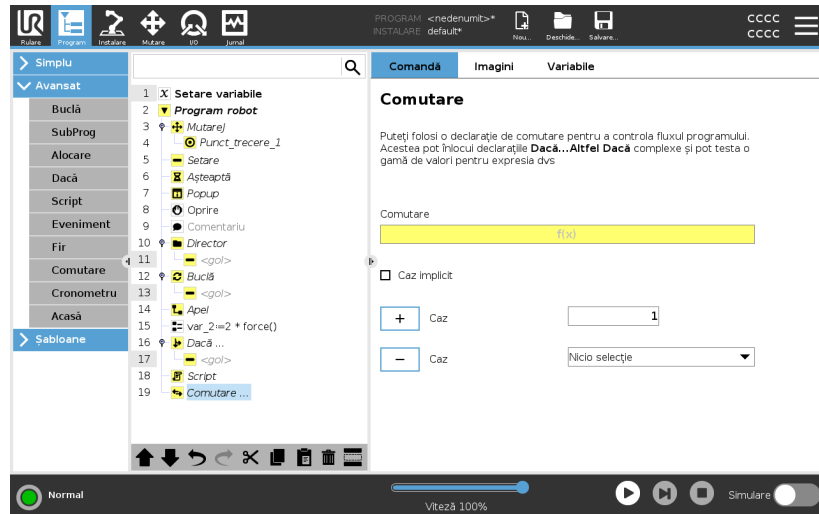 PROGRAM <nedenumit>*
INSTALARE default*
CCCC
CCCC
Rulare Program Instalare Mutare I/O Jurnal Nou... Deschide... Salvare...
Simplu
Avansat
Buclă
SubProg
Alocare
Dacă
Script
Eveniment
Fir
Comutare
Cronometru
Acasă
Șabloane
1 X Setare variabile
2 Program robot
3 MutareJ
4 Punct_trecere_1
5 Setare
6 Așteaptă
7 Popup
8 Oprire
9 Comentariu
10 Director
11 <gol>
12 Buclă
13 <gol>
14 Apel
15 var_2:=2 * force()
16 Dacă ...
17 <gol>
18 Script
19 Comutare ...
Comandă Imagini Variabile
Comutare
Puteți folosi o declarație de comutare pentru a controla fluxul programului.
Acestea pot înlocui declarațiile Dacă...Altfel Dacă complexe și pot testa o
gamă de valori pentru expresia dvs
Comutare
f(x)
Caz implicit
+ Caz 1
− Caz Nicio selecție
Normal
Viteză 100%
Simulare